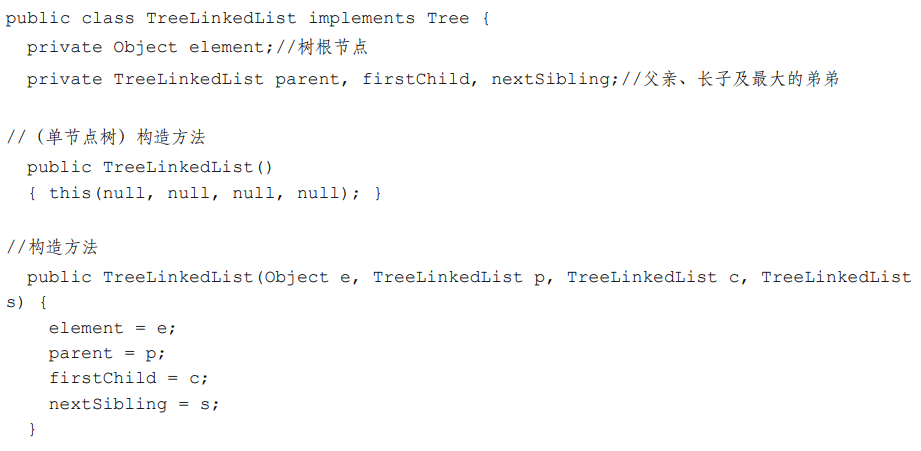 public class TreeLinkedList implements Tree {
private Object element;//树根节点
private TreeLinkedList parent, firstChild, nextSibling;//父亲、长子及最大的弟弟
//（单节点树）构造方法
public TreeLinkedList()
{ this(null, null, null, null); }
//构造方法
public TreeLinkedList(Object e, TreeLinkedList p, TreeLinkedList c, TreeLinkedList
s) {
element = e;
parent = p;
firstChild = c;
nextSibling = s;
}